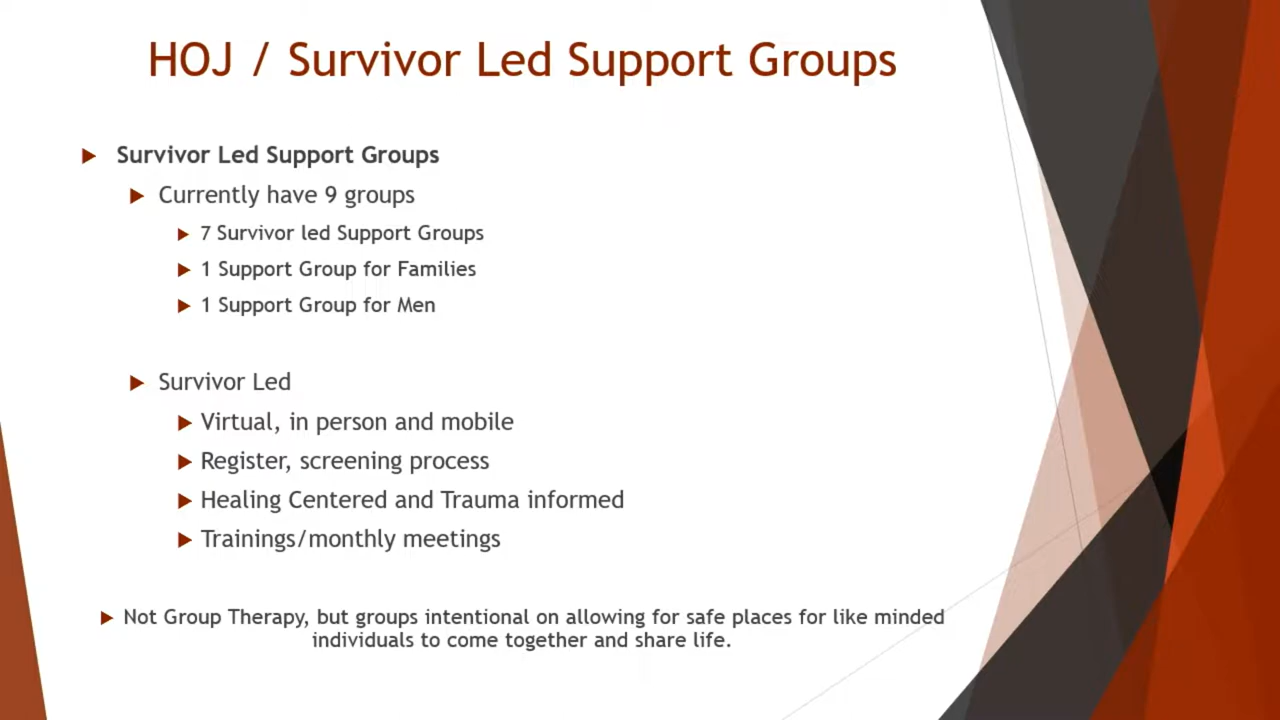 HOJ / Survivor Led Support Groups
Survivor Led Support Groups
Currently have 9 groups
7 Survivor led Support Groups
1 Support Group for Families
1 Support Group for Men
Survivor Led
Virtual, in person and mobile
Register, screening process
Healing Centered and Trauma informed
Trainings/monthly meetings
Not Group Therapy, but groups intentional on allowing for safe places for like minded
individuals to come together and share life.